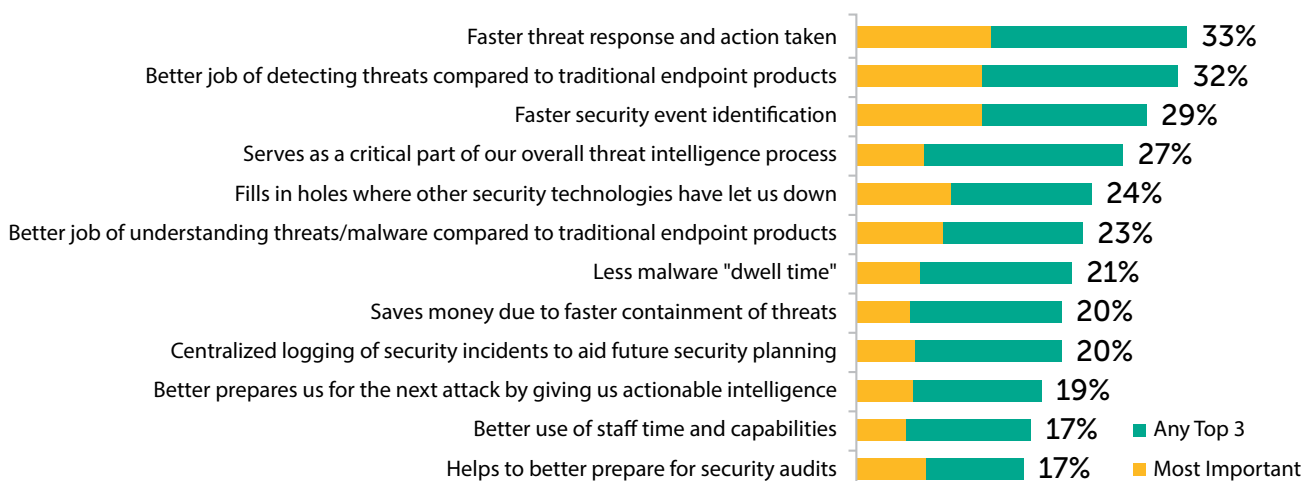 Faster threat response and action taken 33%
Better job of detecting threats compared to traditional endpoint products 32%
Faster security event identification 29%
Serves as a critical part of our overall threat intelligence process 27%
Fills in holes where other security technologies have let us down 24%
Better job of understanding threats/malware compared to traditional endpoint products 23%
Less malware "dwell time" 21%
Saves money due to faster containment of threats 20%
Centralized logging of security incidents to aid future security planning 20%
Better prepares us for the next attack by giving us actionable intelligence 19%
Better use of staff time and capabilities 17% Any Top 3
Helps to better prepare for security audits 17% Most Important